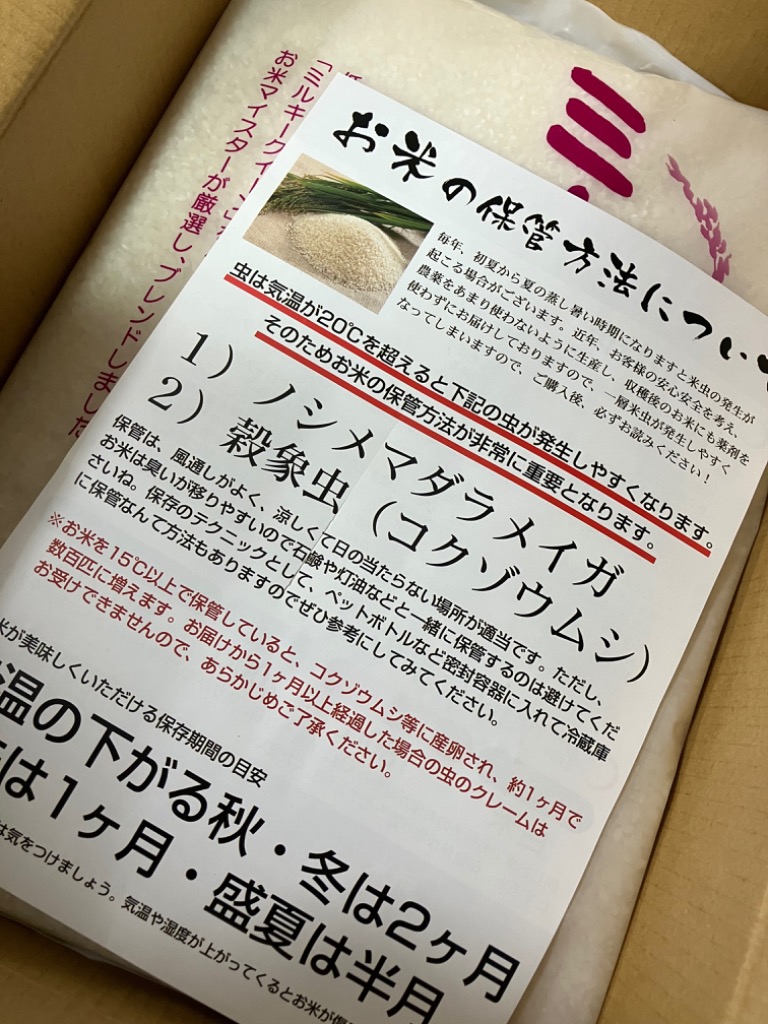 ミ
「ミルキークイーン
お米マイスターが厳選し、ブレンドしました
お米の保管方法につい
毎年、初夏から夏の蒸し暑い時期になりますと米虫の発生が
起こる場合がございます。近年、お客様の安心安全を考え、
農薬をあまり使わないように生産し、収穫後のお米にも薬剤を
使わずにお届けしておりますので、一層米虫が発生しやすく
なってしまいますので、ご購入後、必ずお読みください！
虫は気温が20℃を超えると下記の虫が発生しやすくなります。
そのためお米の保管方法が非常に重要となります。
1）ノシメマダラメイガ
2）穀象虫（コクゾウムシ）
保管は、風通しがよく、涼しくて日の当たらない場所が適当です。ただし、
お米は臭いが移りやすいので石鹸や灯油などと一緒に保管するのは避けてくだ
さいね。保存のテクニックとして、ペットボトルなど密封容器に入れて冷蔵庫
に保管なんて方法もありますのでぜひ参考にしてみてください。
※お米を15℃以上で保管していると、コクゾウムシ等に産卵され、約1ヶ月で
数百匹に増えます。お届けから1ヶ月以上経過した場合の虫のクレームは
お受けできませんので、あらかじめご了承ください。
が美味しくいただける保存期間の目安
温の下がる秋・冬は2ヶ月
は1ヶ月・盛夏は半月
は気をつけましょう。気温や湿度が上がってくるとお米が